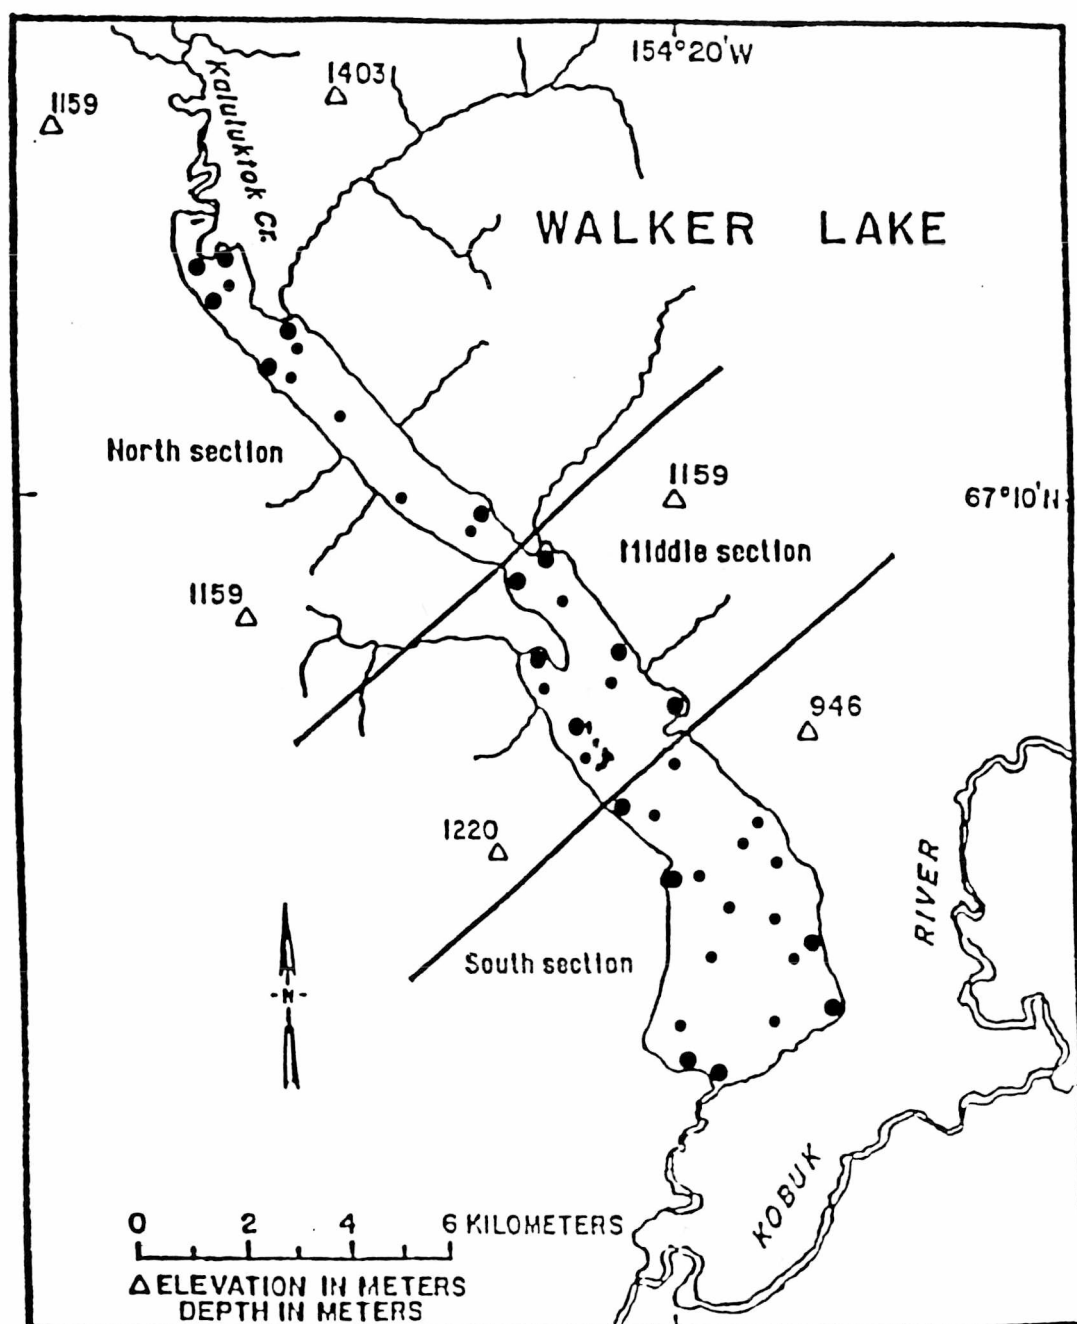 154°20'W
1403
1159
Kaluluktok Cr.
WALKER LAKE
North section
1159
67°10'N
Middle section
1159
946
1220
RIVER
South section
N
KOBUK
0 2 4 6 KILOMETERS
△ ELEVATION IN METERS
DEPTH IN METERS